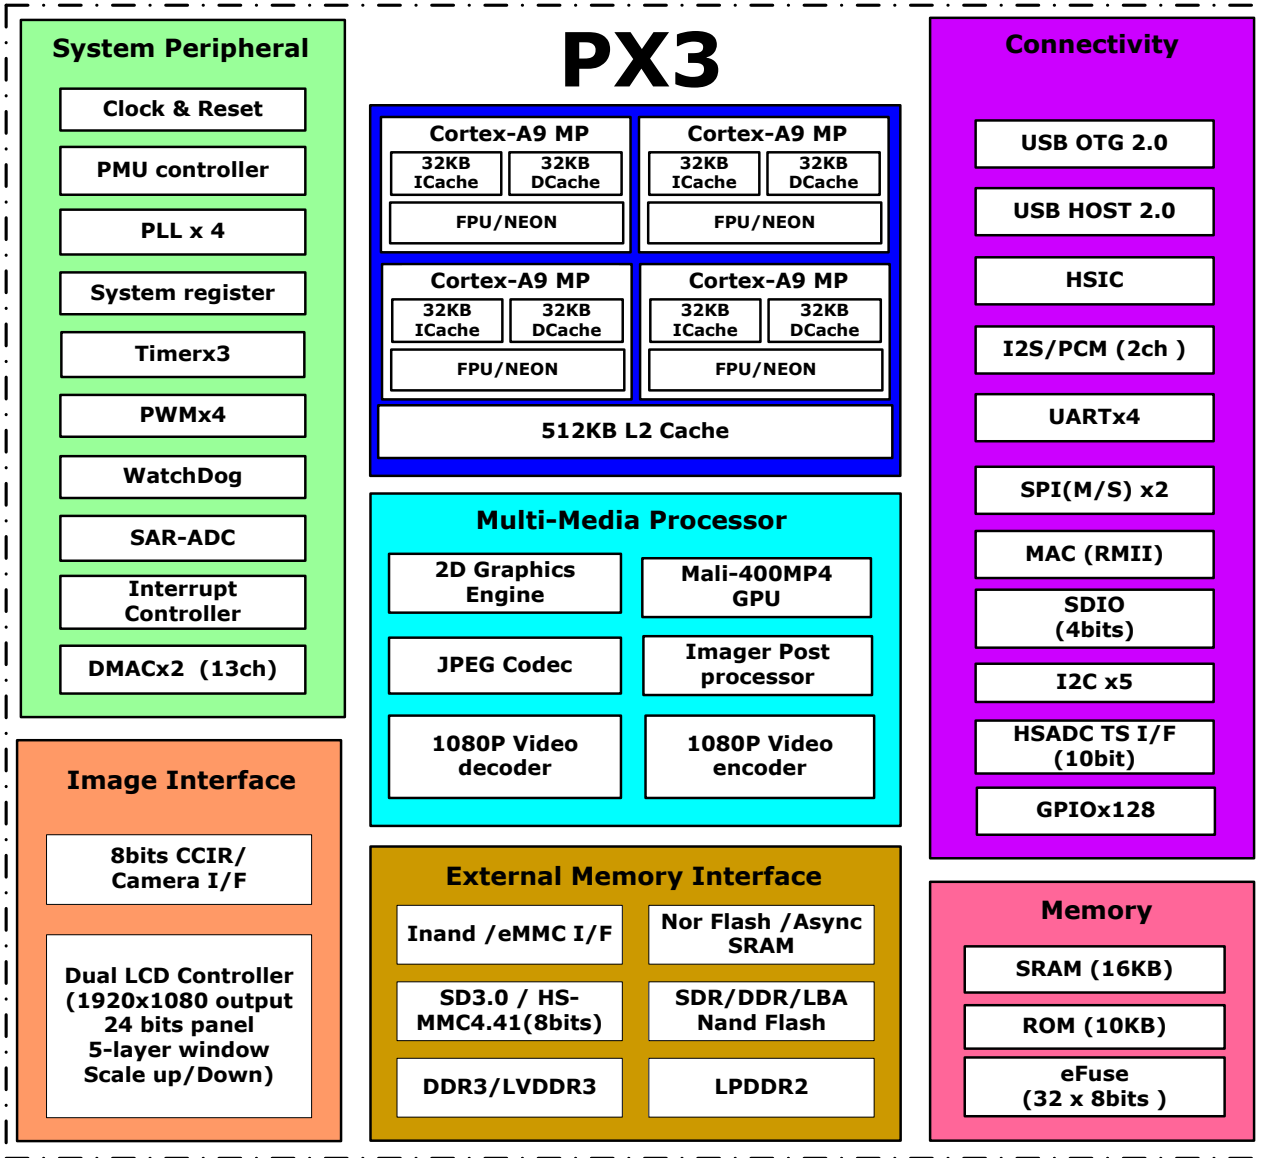 System Peripheral
Clock & Reset
PMU controller
PLL x 4
System register
Timerx3
PWMx4
WatchDog
SAR-ADC
Interrupt
Controller
DMACx2 (13ch)
Image Interface
8bits CCIR/
Camera I/F
Dual LCD Controller
(1920x1080 output
24 bits panel
5-layer window
Scale up/Down)
PX3
Cortex-A9 MP
32KB
ICache
32KB
DCache
FPU/NEON
Cortex-A9 MP
32KB
ICache
32KB
DCache
FPU/NEON
Cortex-A9 MP
32KB
ICache
32KB
DCache
FPU/NEON
Cortex-A9 MP
32KB
ICache
32KB
DCache
FPU/NEON
512KB L2 Cache
Multi-Media Processor
2D Graphics
Engine
Mali-400MP4
GPU
JPEG Codec
Imager Post
processor
1080P Video
decoder
1080P Video
encoder
External Memory Interface
Inand /eMMC I/F
Nor Flash /Async
SRAM
SD3.0 / HS-
MMC4.41(8bits)
SDR/DDR/LBA
Nand Flash
DDR3/LVDDR3
LPDDR2
Connectivity
USB OTG 2.0
USB HOST 2.0
HSIC
I2S/PCM (2ch )
UARTx4
SPI(M/S) x2
MAC (RMII)
SDIO
(4bits)
I2C x5
HSADC TS I/F
(10bit)
GPIOx128
Memory
SRAM (16KB)
ROM (10KB)
eFuse
(32 x 8bits )